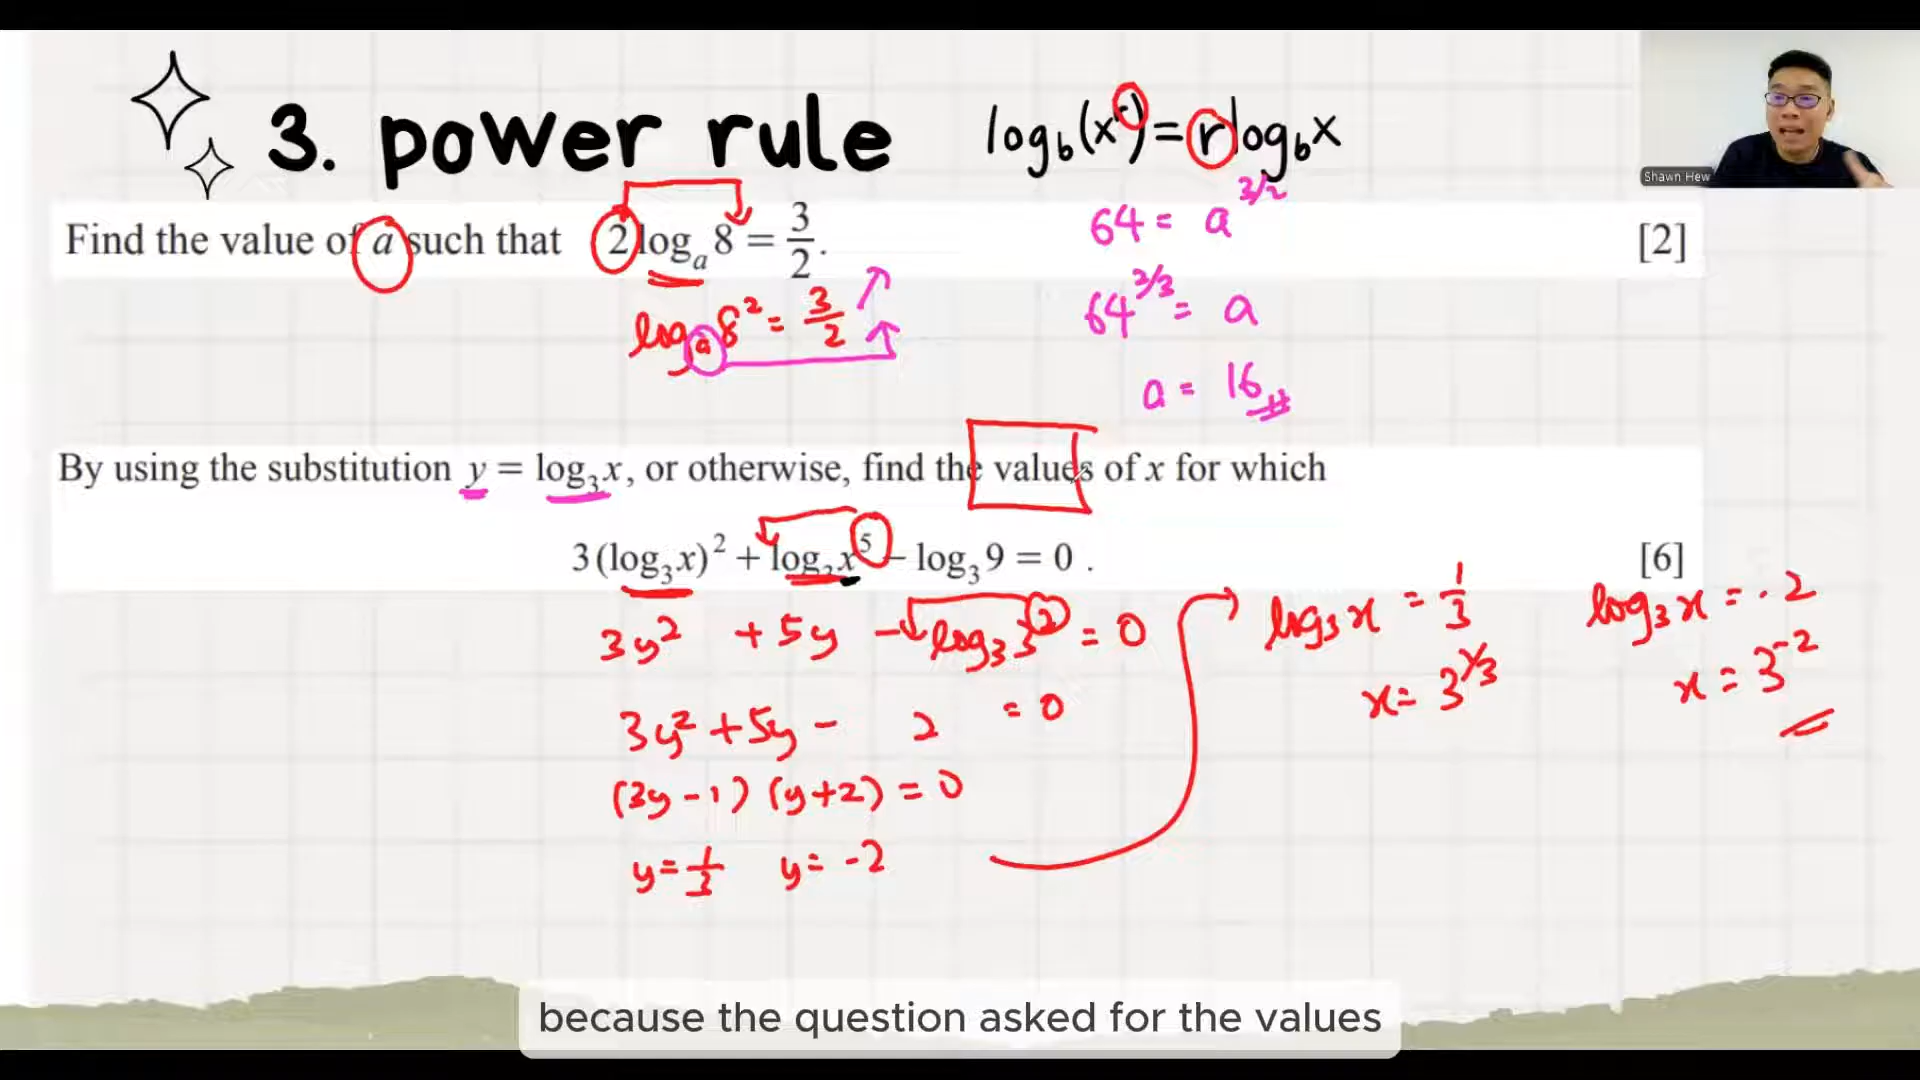 3. power rule
log_b(x^r) = r log_b x
Shawn Hew
Find the value of a such that 2 log_a 8 = 3/2. [2]
log_a 8^2 = 3/2
64 = a^3/2
64^2/3 = a
a = 16
By using the substitution y = log_3 x, or otherwise, find the values of x for which
3(log_3 x)^2 + log_3 x^5 − log_3 9 = 0 . [6]
3y^2 + 5y − log_3 3^2 = 0
3y^2 + 5y − 2 = 0
(3y − 1) (y + 2) = 0
y = 1/3 y = -2
log_3 x = 1/3
x = 3^1/3
log_3 x = -2
x = 3^-2
because the question asked for the values